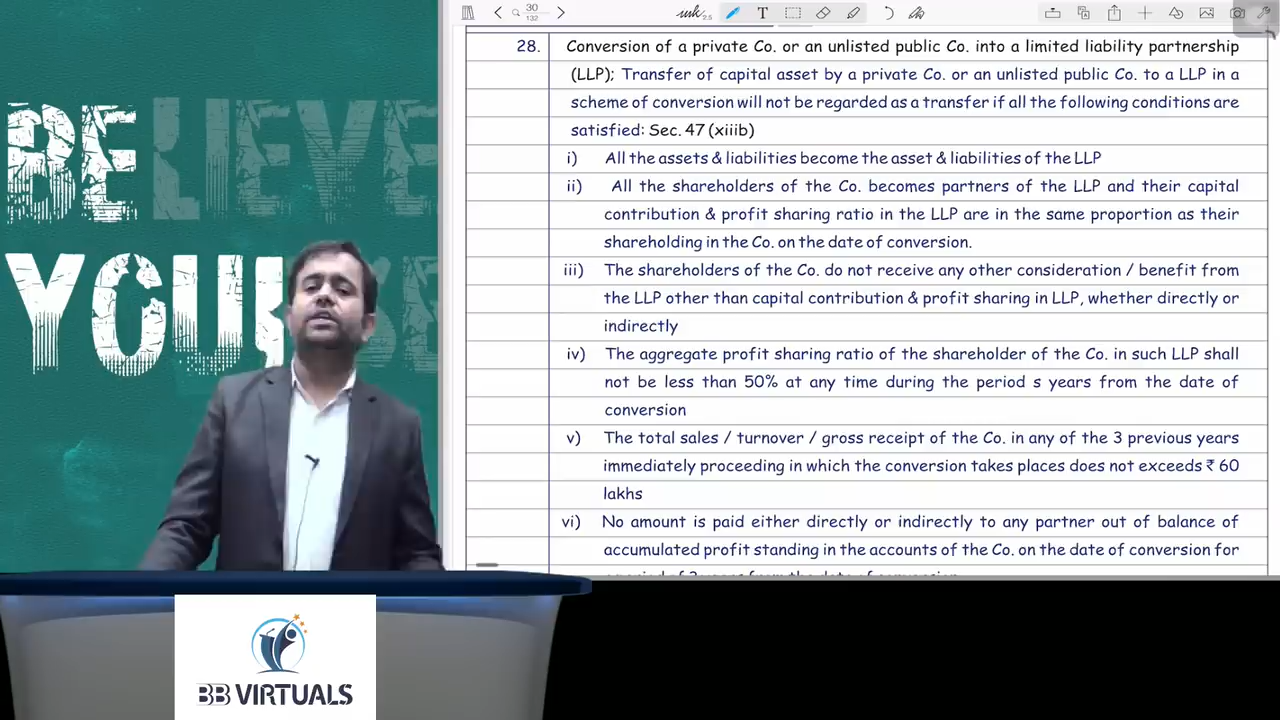 BELIEVE
YOURSE
30
132
2.5
T
28. Conversion of a private Co. or an unlisted public Co. into a limited liability partnership
(LLP); Transfer of capital asset by a private Co. or an unlisted public Co. to a LLP in a
scheme of conversion will not be regarded as a transfer if all the following conditions are
satisfied: Sec. 47 (xiiib)
i) All the assets & liabilities become the asset & liabilities of the LLP
ii) All the shareholders of the Co. becomes partners of the LLP and their capital
contribution & profit sharing ratio in the LLP are in the same proportion as their
shareholding in the Co. on the date of conversion.
iii) The shareholders of the Co. do not receive any other consideration / benefit from
the LLP other than capital contribution & profit sharing in LLP, whether directly or
indirectly
iv) The aggregate profit sharing ratio of the shareholder of the Co. in such LLP shall
not be less than 50% at any time during the period s years from the date of
conversion
v) The total sales / turnover / gross receipt of the Co. in any of the 3 previous years
immediately proceeding in which the conversion takes places does not exceeds ₹ 60
lakhs
vi) No amount is paid either directly or indirectly to any partner out of balance of
accumulated profit standing in the accounts of the Co. on the date of conversion for
BB VIRTUALS